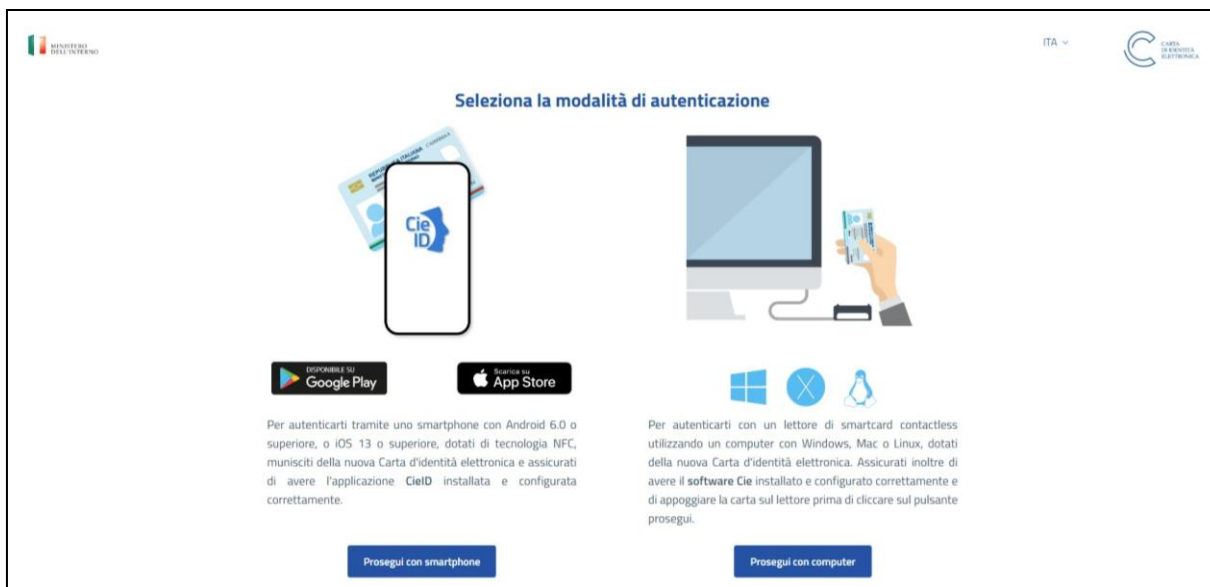 MINISTERO
DELL'INTERNO
ITA
CARTA
DI IDENTITÀ
ELETTRONICA
Seleziona la modalità di autenticazione
REPUBBLICA ITALIANA
Cie
ID
DISPONIBILE SU
Google Play
Scarica su
App Store
Per autenticarti tramite uno smartphone con Android 6.0 o
superiore, o iOS 13 o superiore, dotati di tecnologia NFC,
munisciti della nuova Carta d'identità elettronica e assicurati
di avere l'applicazione CieID installata e configurata
correttamente.
Prosegui con smartphone
Per autenticarti con un lettore di smartcard contactless
utilizzando un computer con Windows, Mac o Linux, dotati
della nuova Carta d'identità elettronica. Assicurati inoltre di
avere il software Cie installato e configurato correttamente e
di appoggiare la carta sul lettore prima di cliccare sul pulsante
prosegui.
Prosegui con computer